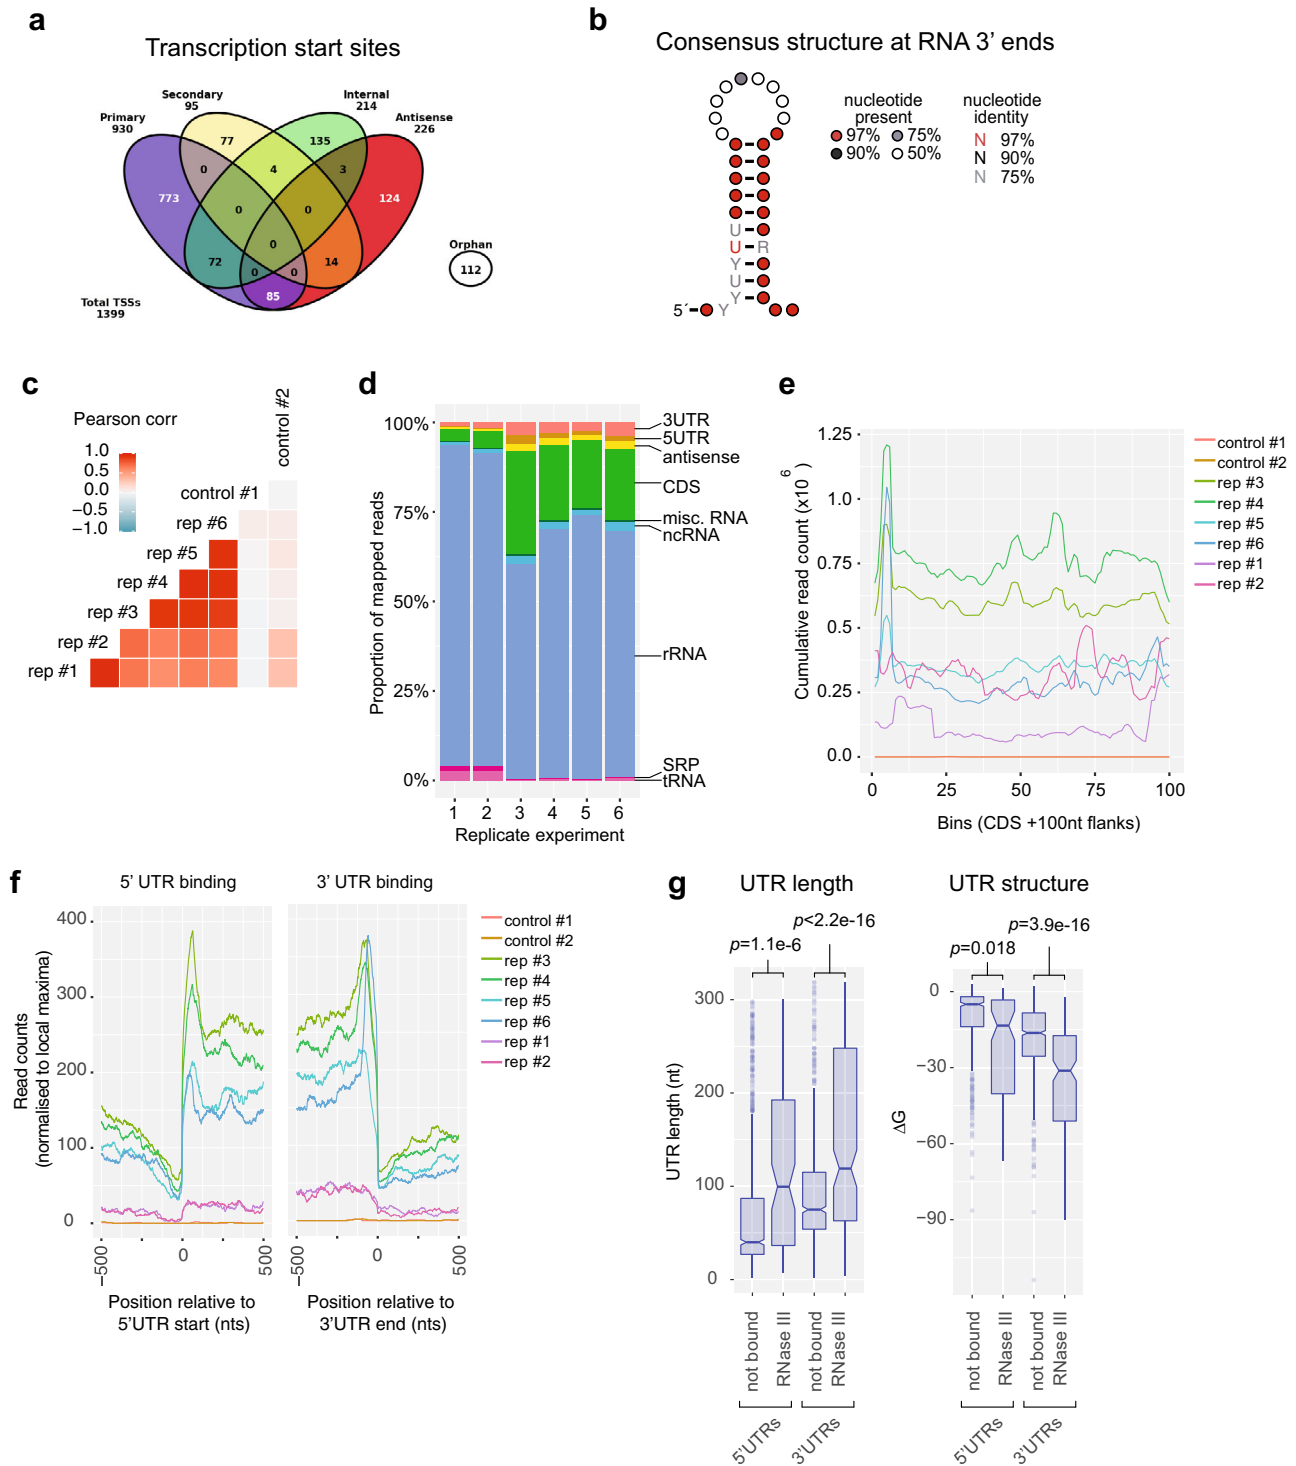 a
Transcription start sites
Secondary
95
Internal
214
Primary
930
Antisense
226
77
135
0
4
3
773
124
0
0
0
72
14
0
0
85
Orphan
112
Total TSSs
1399
b
Consensus structure at RNA 3' ends
nucleotide
present
97%
75%
90%
50%
nucleotide
identity
N 97%
N 90%
N 75%
U
U R
Y
U
Y
5´ Y
c
Pearson corr
1.0
0.5
0.0
−0.5
−1.0
control #2
control #1
rep #6
rep #5
rep #4
rep #3
rep #2
rep #1
d
Proportion of mapped reads
100%
75%
50%
25%
0%
3UTR
5UTR
antisense
CDS
misc. RNA
ncRNA
rRNA
SRP
tRNA
1 2 3 4 5 6
Replicate experiment
e
Cumulative read count (x10 6 )
1.25
1.0
0.75
0.5
0.25
0.0
0 25 50 75 100
Bins (CDS +100nt flanks)
control #1
control #2
rep #3
rep #4
rep #5
rep #6
rep #1
rep #2
f
5' UTR binding
3' UTR binding
Read counts
(normalised to local maxima)
400
300
200
100
0
−500 0 500
−500 0 500
Position relative to
5'UTR start (nts)
Position relative to
3'UTR end (nts)
control #1
control #2
rep #3
rep #4
rep #5
rep #6
rep #1
rep #2
g
UTR length
p<2.2e-16
p=1.1e-6
UTR length (nt)
300
200
100
0
not bound
RNase III
not bound
RNase III
5'UTRs
3'UTRs
UTR structure
p=3.9e-16
p=0.018
ΔG
0
−30
−60
−90
not bound
RNase III
not bound
RNase III
5'UTRs
3'UTRs